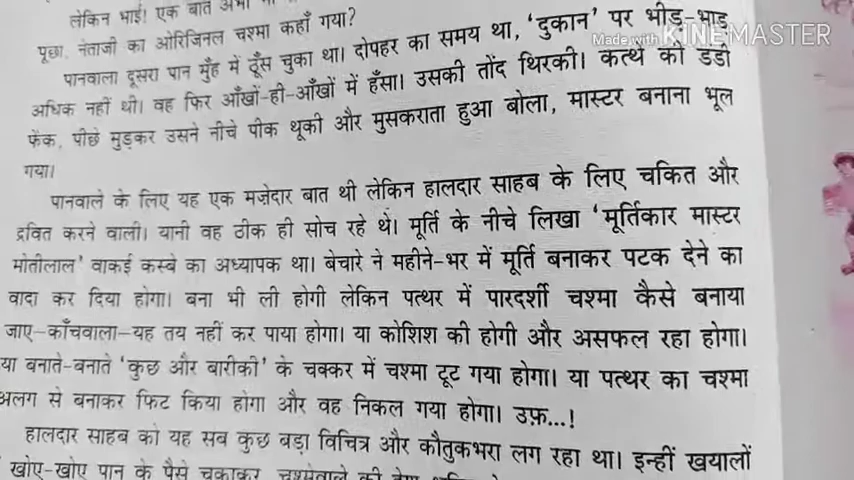 लेकिन भाई! एक बात अभी
पूछा, नेताजी का ओरिजिनल चश्मा कहाँ गया?
पानवाला दूसरा पान मुँह में ठूँस चुका था। दोपहर का समय था, ‘दुकान’ पर भीड़-भाड़
Made with KINEMASTER
अधिक नहीं थी। वह फिर आँखों-ही-आँखों में हँसा। उसकी तोंद थिरकी। कत्थे की डंडी
फेंक, पीछे मुड़कर उसने नीचे पीक थूकी और मुसकराता हुआ बोला, मास्टर बनाना भूल
गया।
पानवाले के लिए यह एक मज़ेदार बात थी लेकिन हालदार साहब के लिए चकित और
द्रवित करने वाली। यानी वह ठीक ही सोच रहे थे। मूर्ति के नीचे लिखा ‘मूर्तिकार मास्टर
मोतीलाल’ वाकई कस्बे का अध्यापक था। बेचारे ने महीने-भर में मूर्ति बनाकर पटक देने का
वादा कर दिया होगा। बना भी ली होगी लेकिन पत्थर में पारदर्शी चश्मा कैसे बनाया
जाए-काँचवाला-यह तय नहीं कर पाया होगा। या कोशिश की होगी और असफल रहा होगा।
या बनाते-बनाते ‘कुछ और बारीकी’ के चक्कर में चश्मा टूट गया होगा। या पत्थर का चश्मा
अलग से बनाकर फिट किया होगा और वह निकल गया होगा। उफ़...!
हालदार साहब को यह सब कुछ बड़ा विचित्र और कौतुकभरा लग रहा था। इन्हीं खयालों
खोए-खोए पान के पैसे चुकाकर, चश्मेवाले की